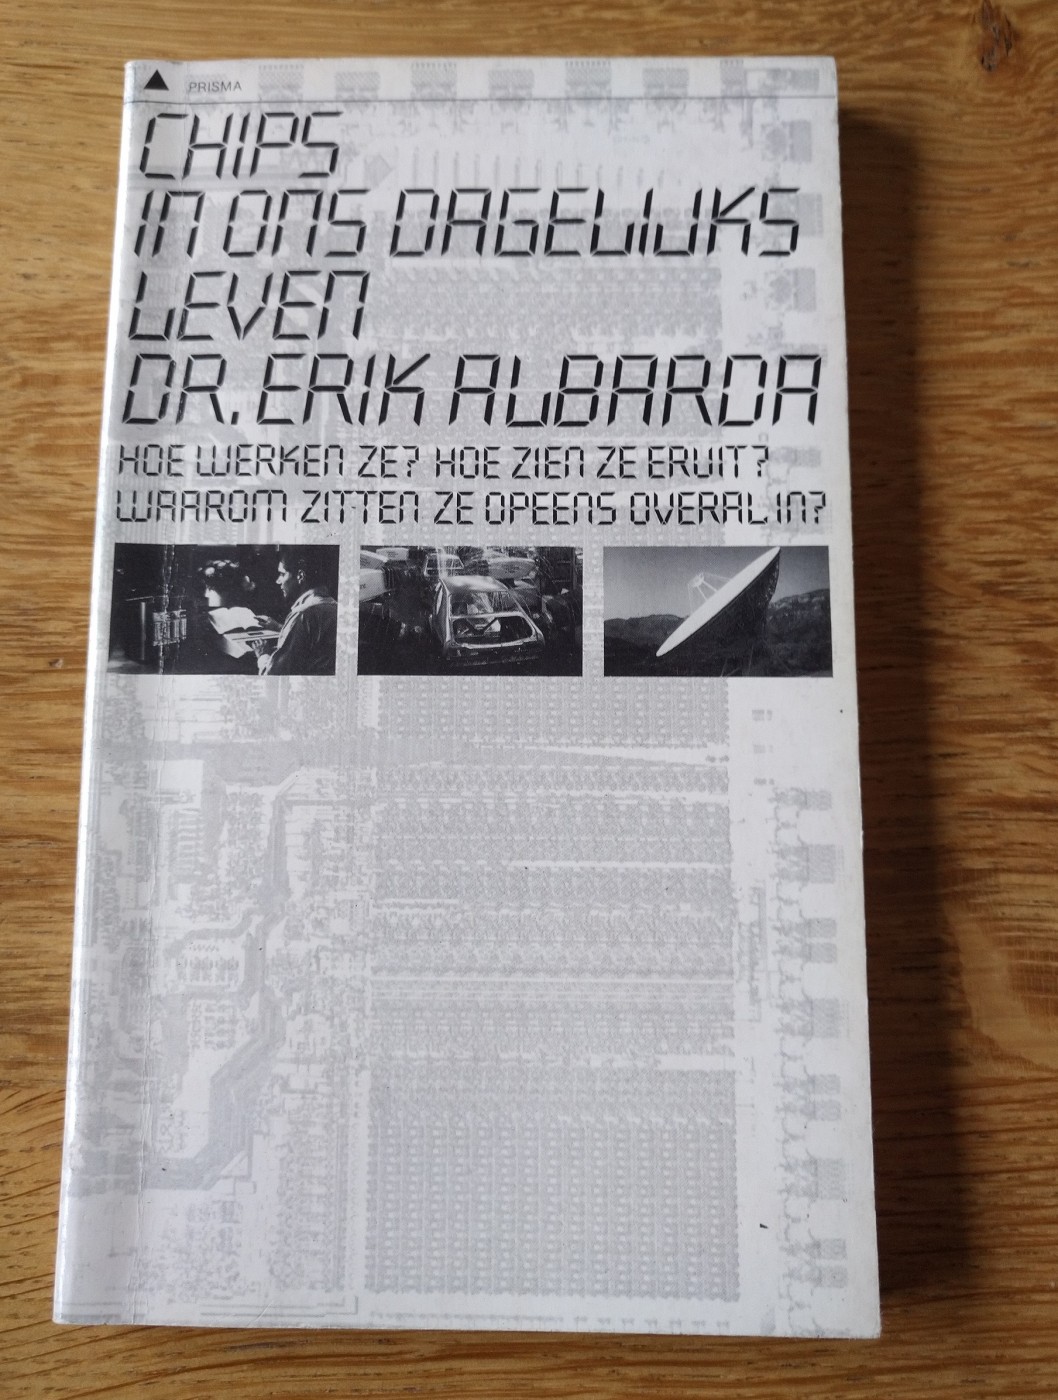 PRISMA
CHIPS
IN ONS DAGELIJKS
LEVEN
DR. ERIK ALBARDA
HOE WERKEN ZE? HOE ZIEN ZE ERUIT?
WAAROM ZITTEN ZE OPEENS OVERAL IN?